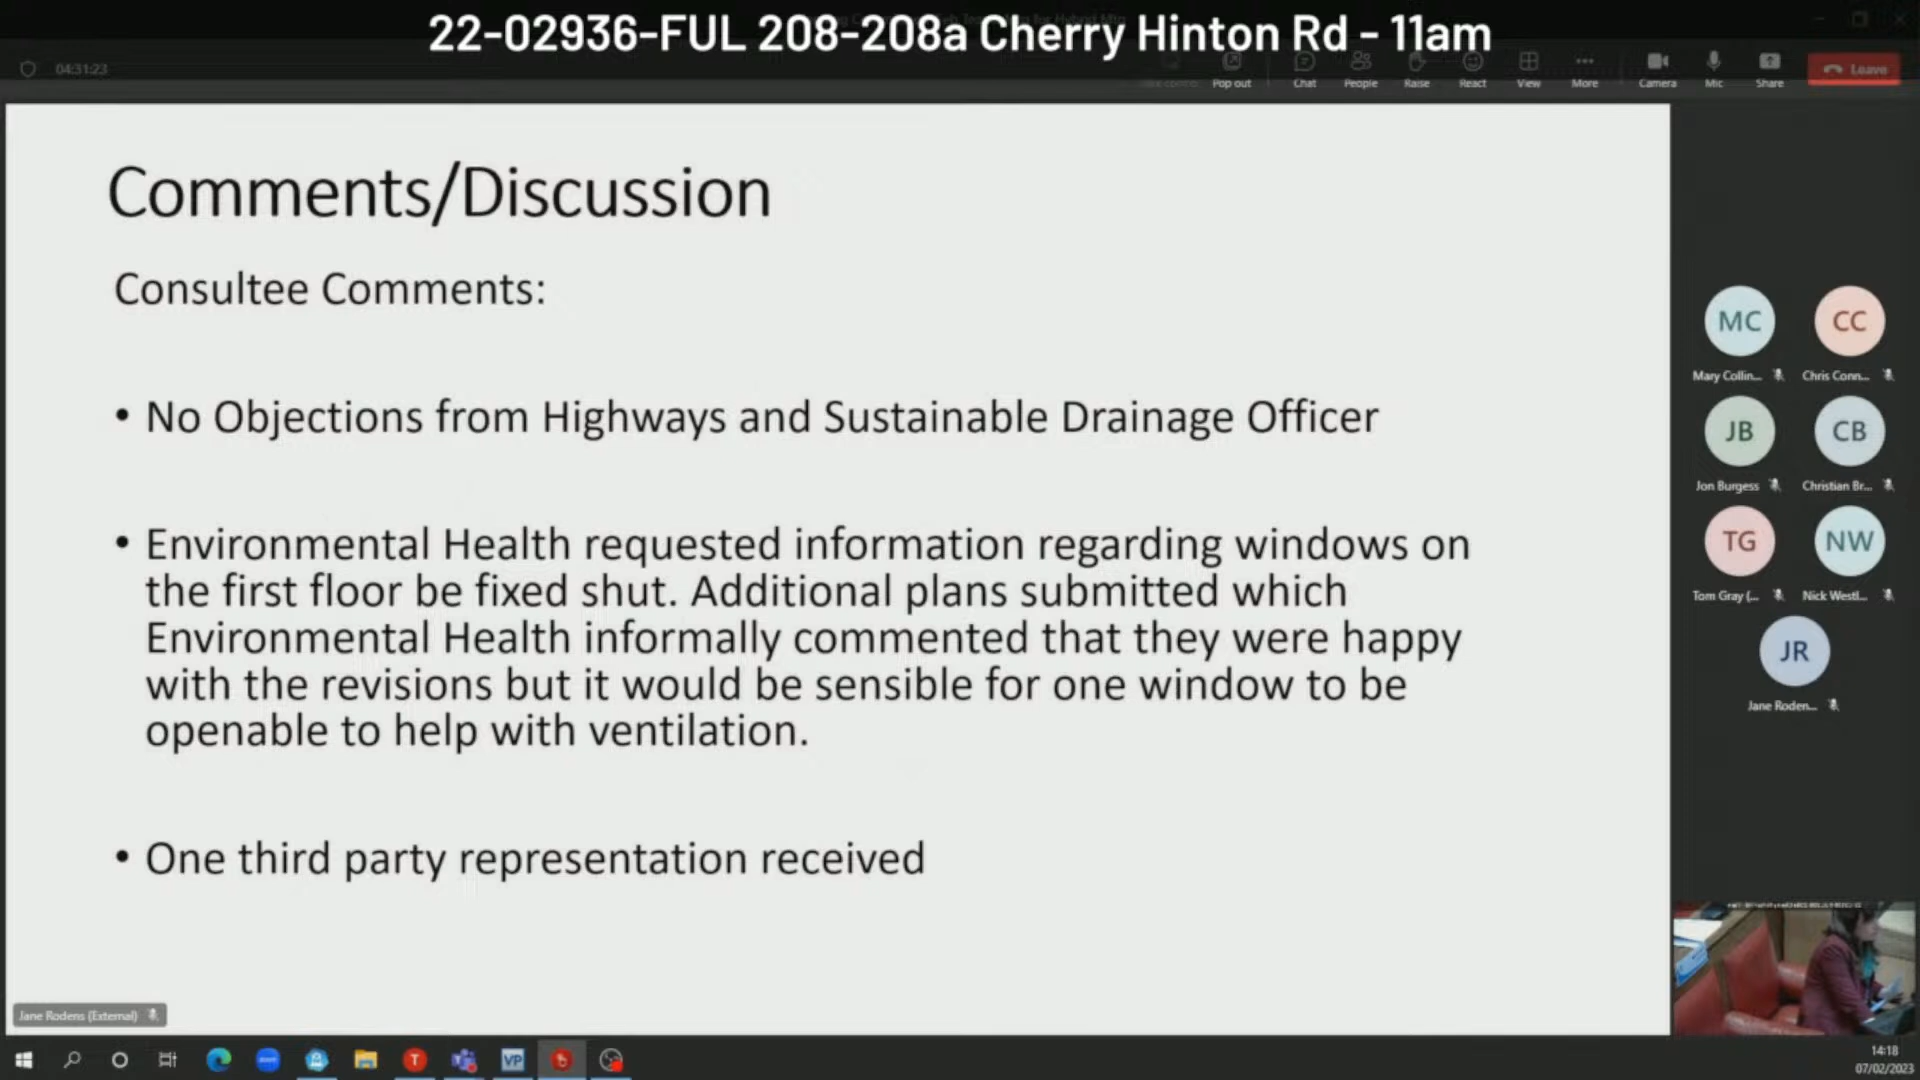 22-02936-FUL 208-208a Cherry Hinton Rd - 11am
04:31:23
Pop out
Chat
People
Raise
React
View
More
Camera
Mic
Share
Leave
Comments/Discussion
Consultee Comments:
• No Objections from Highways and Sustainable Drainage Officer
• Environmental Health requested information regarding windows on
the first floor be fixed shut. Additional plans submitted which
Environmental Health informally commented that they were happy
with the revisions but it would be sensible for one window to be
openable to help with ventilation.
• One third party representation received
MC
CC
Mary Collin...
Chris Conn...
JB
CB
Jon Burgess
Christian Br...
TG
NW
Tom Gray (...
Nick Westl...
JR
Jane Roden...
Jane Rodens (External)
T
VP
14:18
07/02/2023